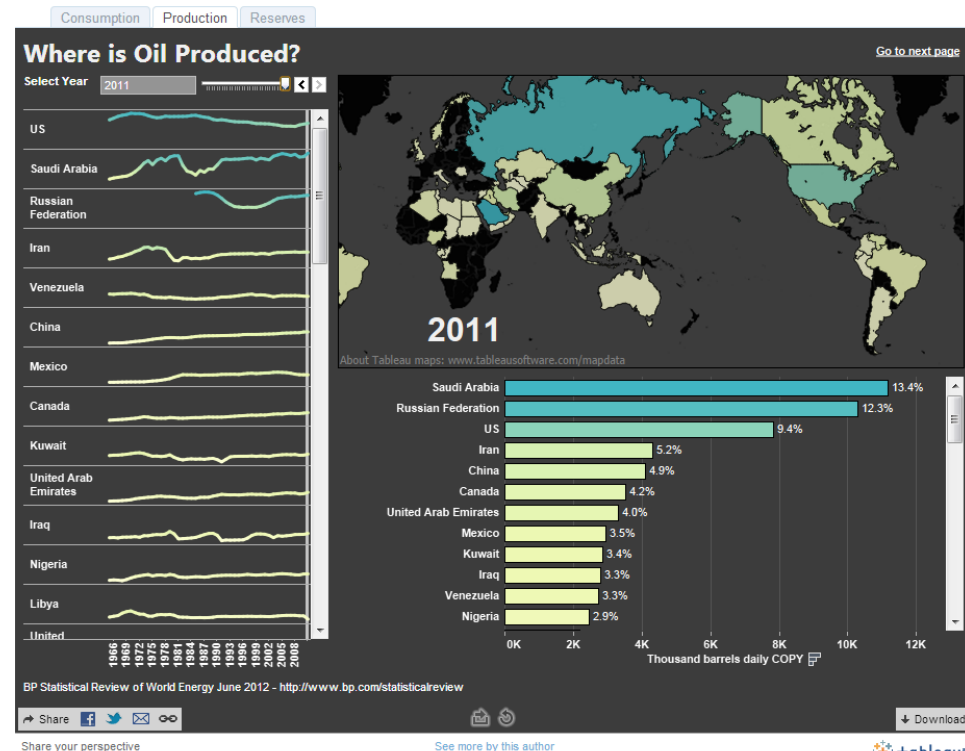 Consumption Production Reserves
Where is Oil Produced?
Go to next page
Select Year 2011
US
Saudi Arabia
Russian
Federation
Iran
Venezuela
China
Mexico
Canada
Kuwait
United Arab
Emirates
Iraq
Nigeria
Libya
United
1966 1969 1972 1975 1978 1981 1984 1987 1990 1993 1996 1999 2002 2005 2008
2011
About Tableau maps: www.tableausoftware.com/mapdata
Saudi Arabia 13.4%
Russian Federation 12.3%
US 9.4%
Iran 5.2%
China 4.9%
Canada 4.2%
United Arab Emirates 4.0%
Mexico 3.5%
Kuwait 3.4%
Iraq 3.3%
Venezuela 3.3%
Nigeria 2.9%
0K 2K 4K 6K 8K 10K 12K
Thousand barrels daily COPY
BP Statistical Review of World Energy June 2012 - http://www.bp.com/statisticalreview
Share
Download
Share your perspective
See more by this author